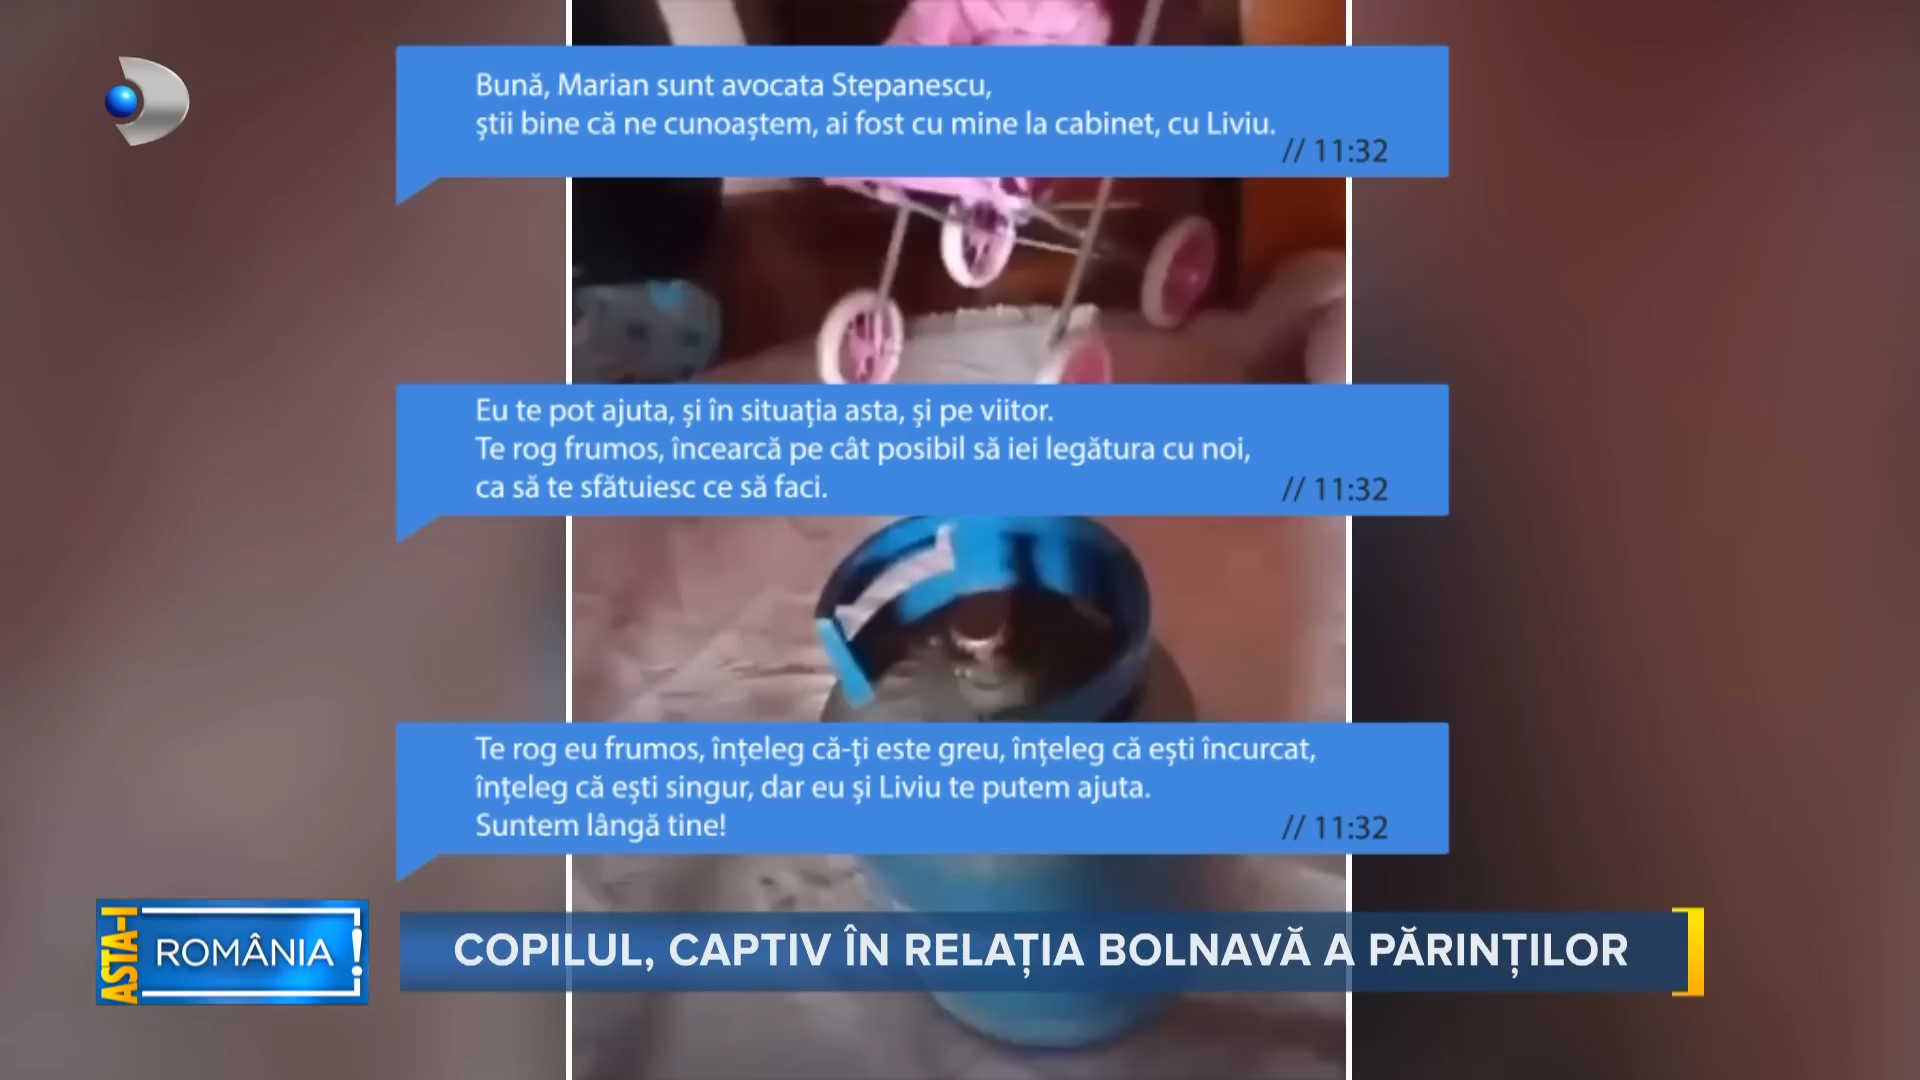 Bună, Marian sunt avocata Stepanescu,
știi bine că ne cunoaștem, ai fost cu mine la cabinet, cu Liviu.
// 11:32
Eu te pot ajuta, și în situația asta, și pe viitor.
Te rog frumos, încearcă pe cât posibil să iei legătura cu noi,
ca să te sfătuiesc ce să faci.
// 11:32
Te rog eu frumos, înțeleg că-ți este greu, înțeleg că ești încurcat,
înțeleg că ești singur, dar eu și Liviu te putem ajuta.
Suntem lângă tine!
// 11:32
ASTA-I
ROMÂNIA!
COPILUL, CAPTIV ÎN RELAȚIA BOLNAVĂ A PĂRINȚILOR